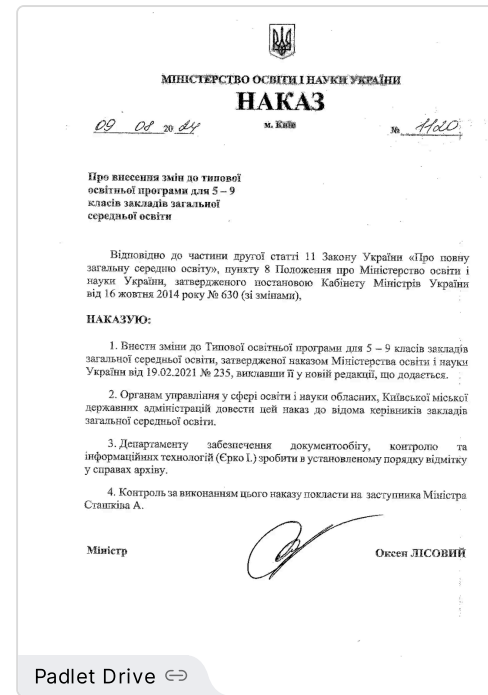 МІНІСТЕРСТВО ОСВІТИ І НАУКИ УКРАЇНИ
НАКАЗ
09 08 2024
м. Київ
№ 1120
Про внесення змін до типової
освітньої програми для 5 – 9
класів закладів загальної
середньої освіти
Відповідно до частини другої статті 11 Закону України «Про повну
загальну середню освіту», пункту 8 Положення про Міністерство освіти і
науки України, затвердженого постановою Кабінету Міністрів України
від 16 жовтня 2014 року № 630 (зі змінами),
НАКАЗУЮ:
1. Внести зміни до Типової освітньої програми для 5 – 9 класів закладів
загальної середньої освіти, затвердженої наказом Міністерства освіти і науки
України від 19.02.2021 № 235, виклавши її у новій редакції, що додається.
2. Органам управління у сфері освіти і науки обласних, Київської міської
державних адміністрацій довести цей наказ до відома керівників закладів
загальної середньої освіти.
3. Департаменту забезпечення документообігу, контролю та
інформаційних технологій (Єрко І.) зробити в установленому порядку відмітку
у справах архіву.
4. Контроль за виконанням цього наказу покласти на заступника Міністра
Сташківа А.
Міністр
Оксен ЛІСОВИЙ
Padlet Drive